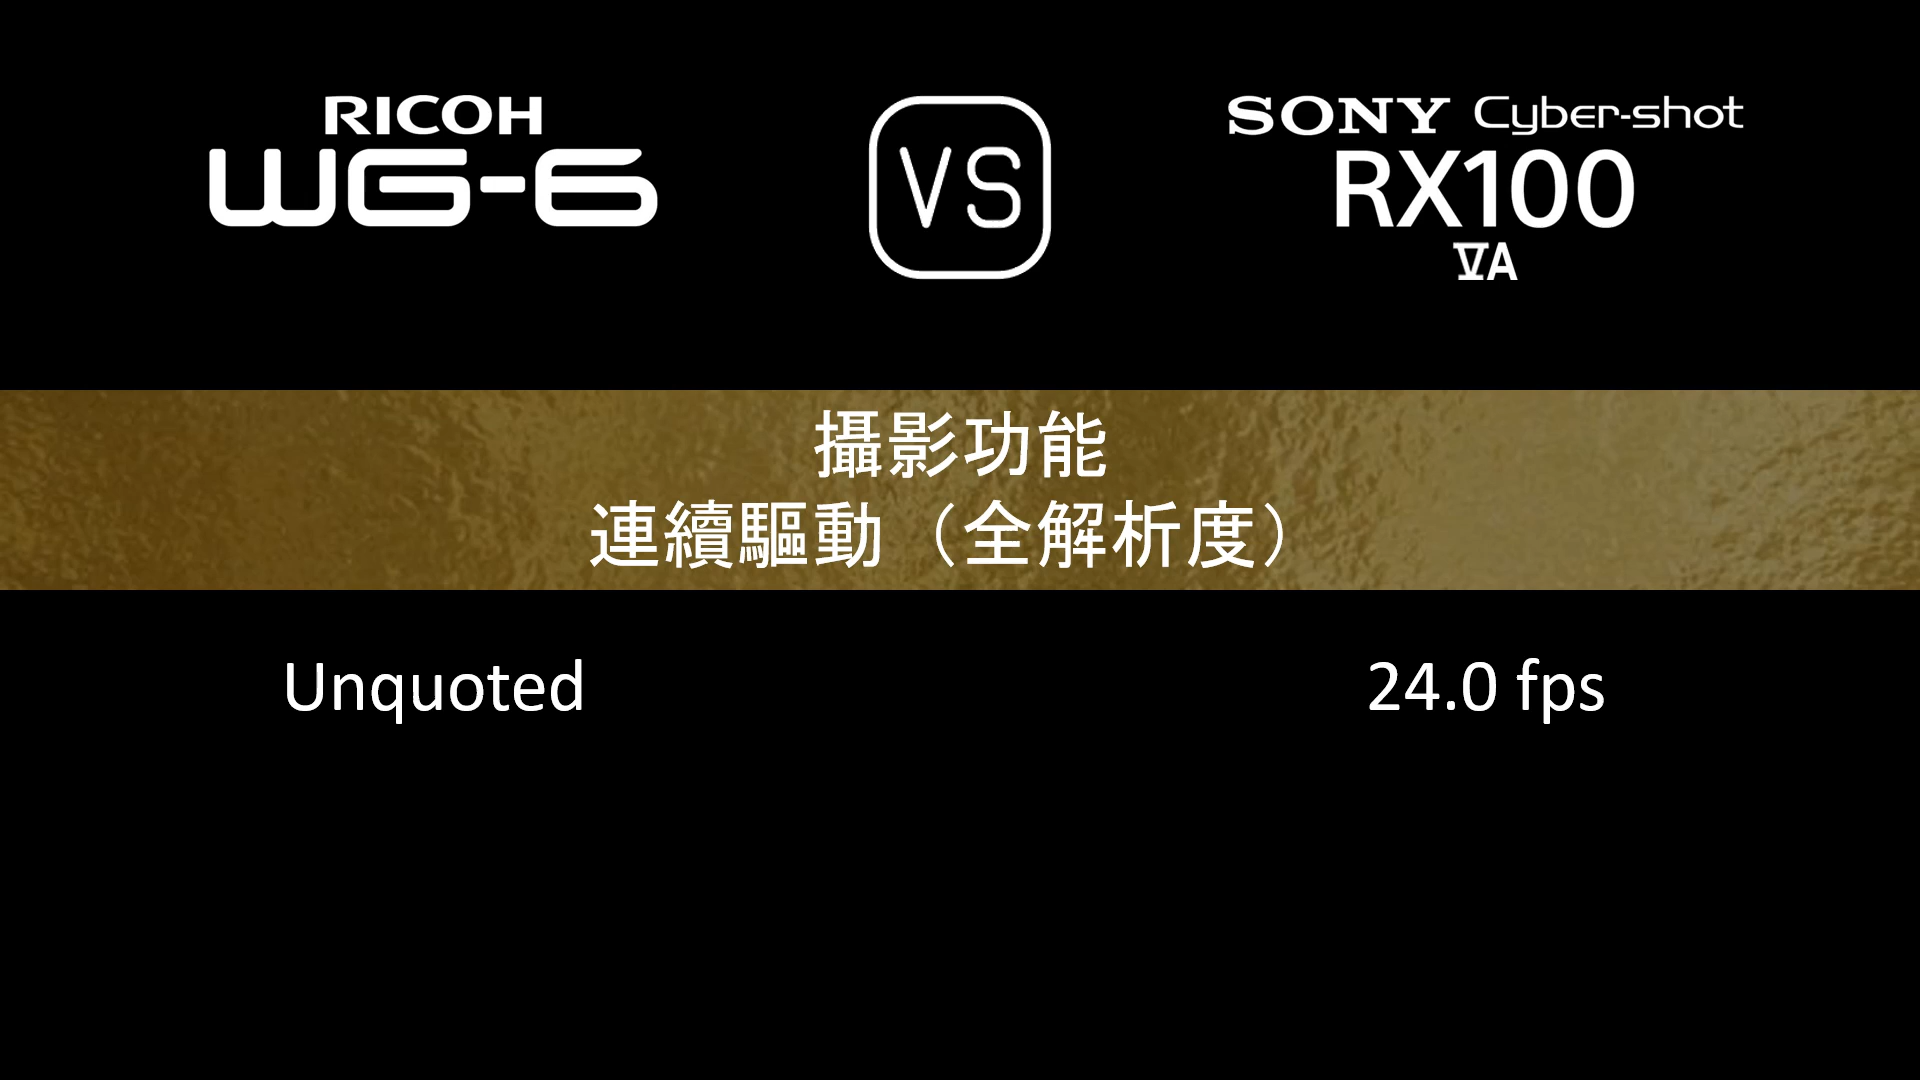 RICOH
WG-6
VS
SONY Cyber-shot
RX100
VA
攝影功能
連續驅動（全解析度）
Unquoted
24.0 fps